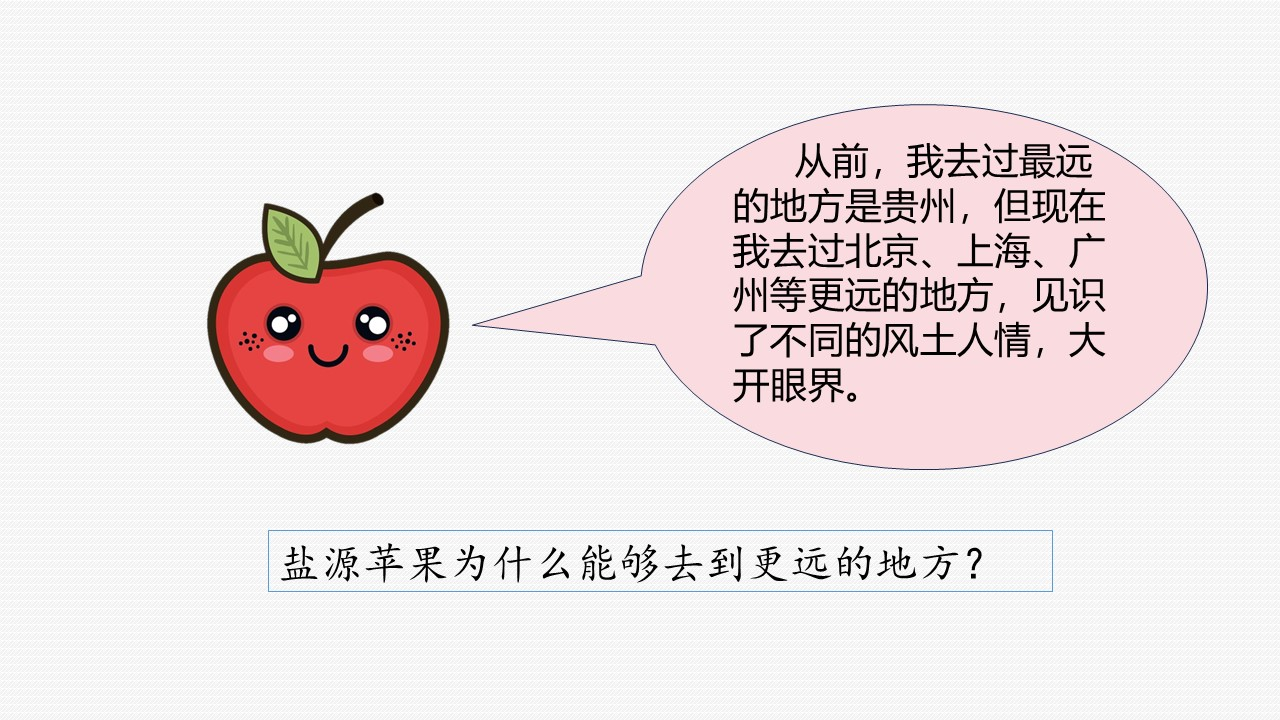 从前，我去过最远
的地方是贵州，但现在
我去过北京、上海、广
州等更远的地方，见识
了不同的风土人情，大
开眼界。
盐源苹果为什么能够去到更远的地方？